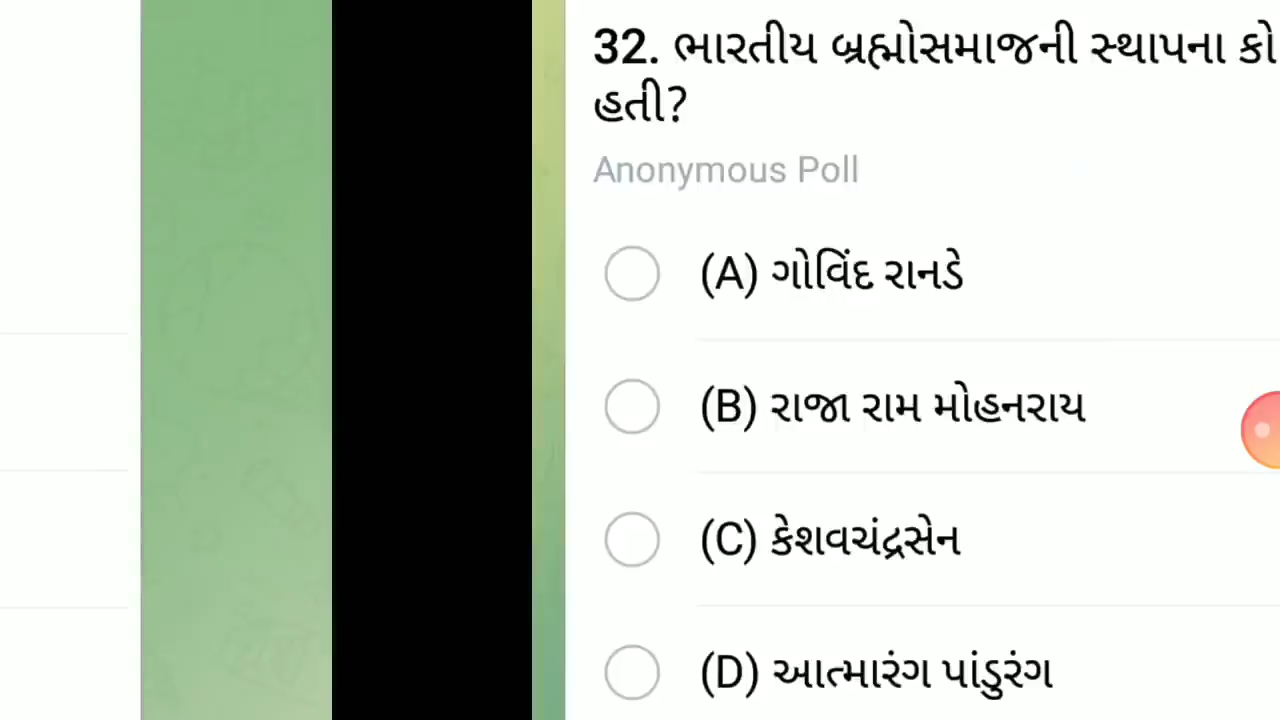 32. ભારતીય બ્રહ્મોસમાજની સ્થાપના
હતી?
Anonymous Poll
(A) ગોવિંદ રાનડે
(B) રાજા રામ મોહનરાય
(C) કેશવચંદ્રસેન
(D) આત્મારંગ પાંડુરંગ